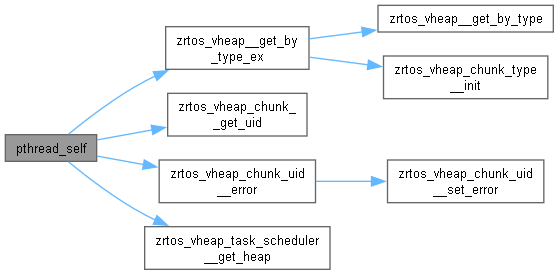 pthread_self
zrtos_vheap__get_by
_type_ex
zrtos_vheap__get_by_type
zrtos_vheap_chunk_type
__init
zrtos_vheap_chunk_
_get_uid
zrtos_vheap_chunk_uid
__error
zrtos_vheap_chunk_uid
__set_error
zrtos_vheap_task_scheduler
__get_heap